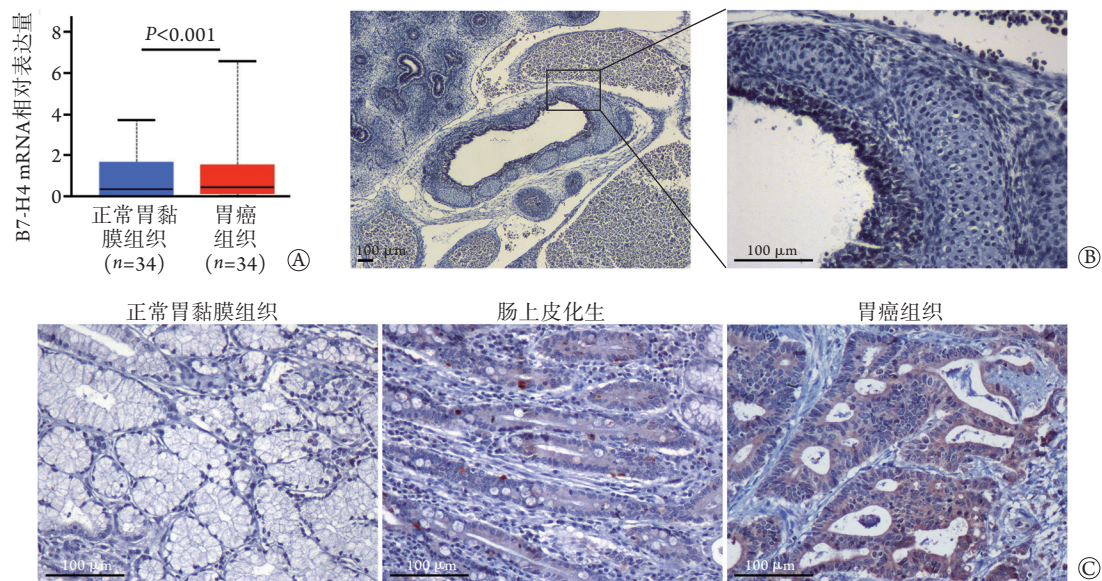 B7-H4 mRNA相对表达量
8
6
4
2
0
P<0.001
正常胃黏
膜组织
(n=34)
胃癌
组织
(n=34)
Ⓐ
100 μm
100 μm
Ⓑ
正常胃黏膜组织
肠上皮化生
胃癌组织
100 μm
100 μm
100 μm
Ⓒ